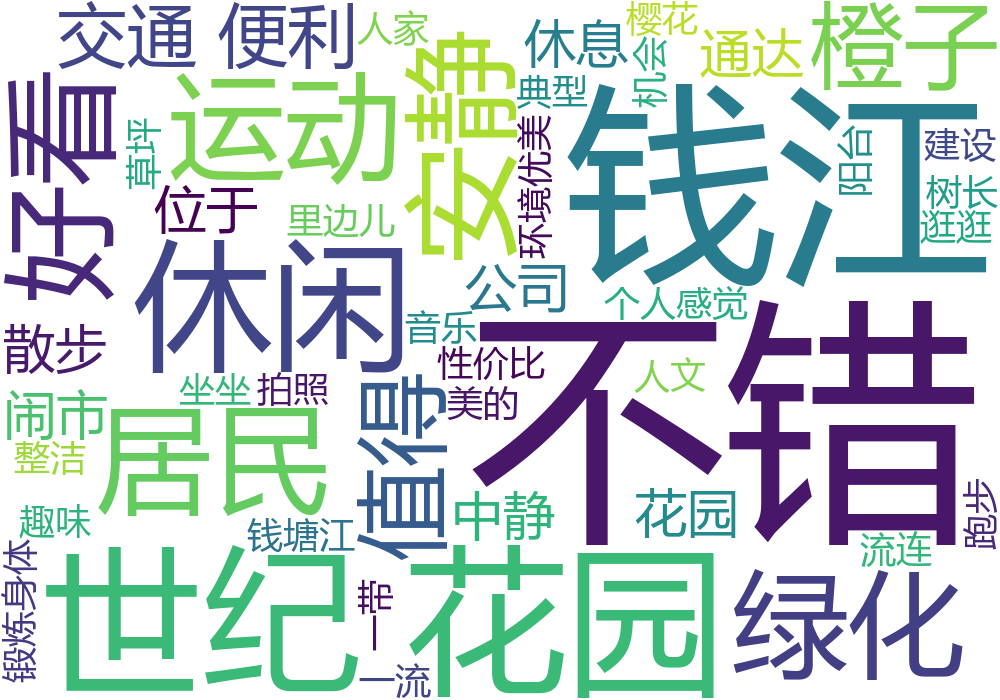 交通
便利
人家
休息
樱花
通达
橙子
好看
运动
安静
典型
机会
钱江
草坪
环境优美
阳台
建设
位于
里边儿
树长
逛逛
休闲
公司
个人感觉
散步
音乐
不错
性价比
坐坐
拍照
值得
美的
人文
闹市
居民
整洁
中静
花园
跑步
趣味
钱塘江
流连
锻炼身体
世纪花园
一带
绿化
一流